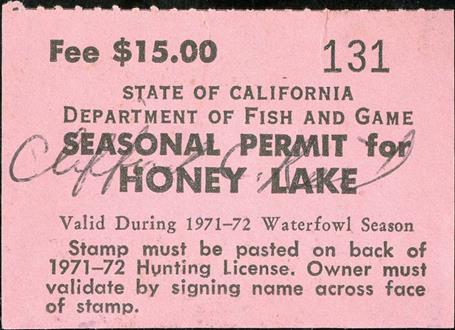 Fee $15.00 131
STATE OF CALIFORNIA
DEPARTMENT OF FISH AND GAME
SEASONAL PERMIT for
Clifford C.
HONEY LAKE
Valid During 1971–72 Waterfowl Season
Stamp must be pasted on back of
1971–72 Hunting License. Owner must
validate by signing name across face
of stamp.